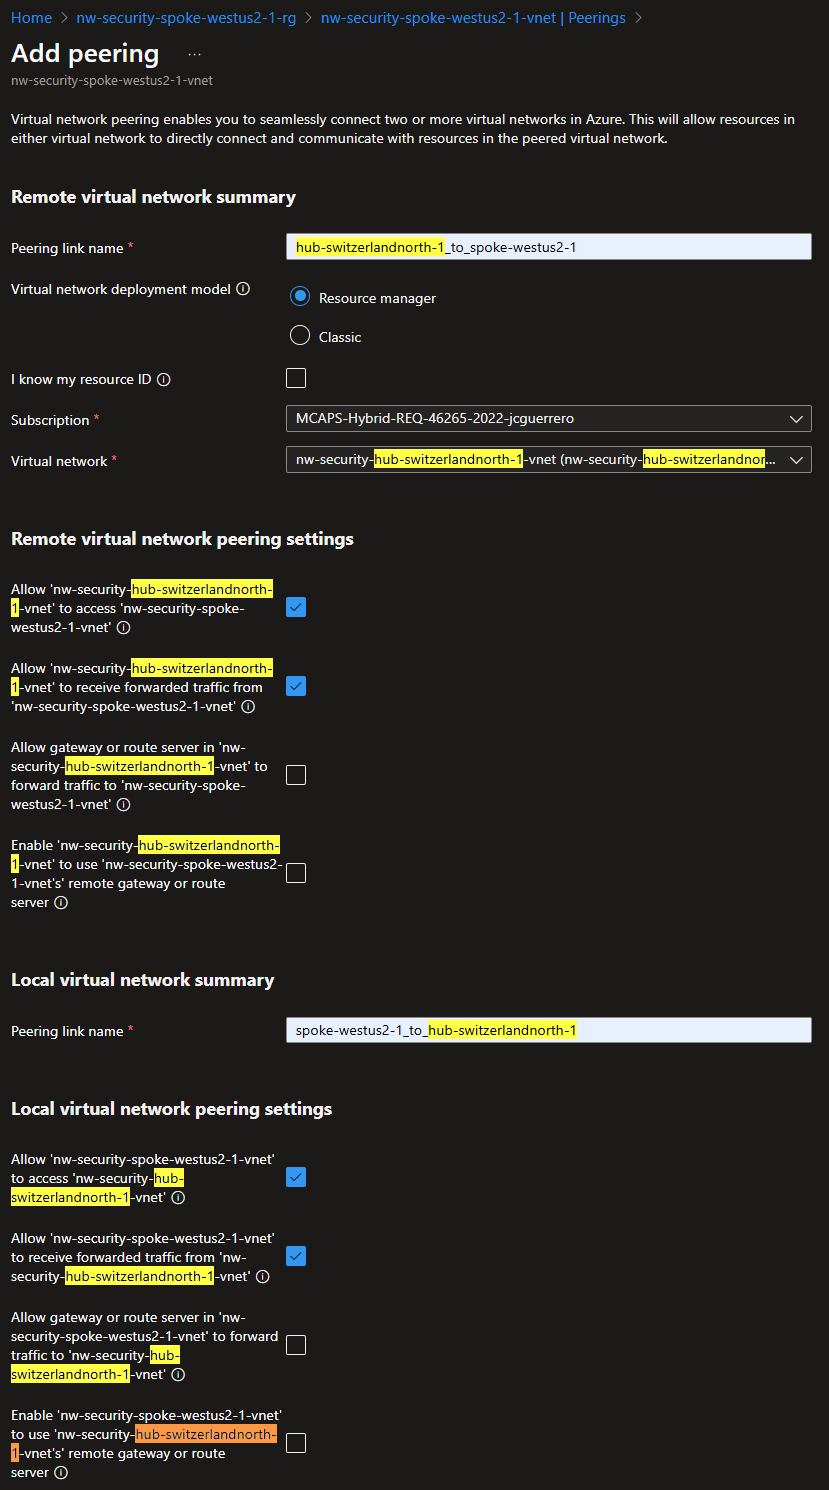 Home > nw-security-spoke-westus2-1-rg > nw-security-spoke-westus2-1-vnet | Peerings >
Add peering ...
nw-security-spoke-westus2-1-vnet
Virtual network peering enables you to seamlessly connect two or more virtual networks in Azure. This will allow resources in
either virtual network to directly connect and communicate with resources in the peered virtual network.
Remote virtual network summary
Peering link name *
hub-switzerlandnorth-1_to_spoke-westus2-1
Virtual network deployment model
Resource manager
Classic
I know my resource ID
Subscription *
MCAPS-Hybrid-REQ-46265-2022-jcguerrero
Virtual network *
nw-security-hub-switzerlandnorth-1-vnet (nw-security-hub-switzerlandnor...
Remote virtual network peering settings
Allow 'nw-security-hub-switzerlandnorth-
1-vnet' to access 'nw-security-spoke-
westus2-1-vnet'
Allow 'nw-security-hub-switzerlandnorth-
1-vnet' to receive forwarded traffic from
'nw-security-spoke-westus2-1-vnet'
Allow gateway or route server in 'nw-
security-hub-switzerlandnorth-1-vnet' to
forward traffic to 'nw-security-spoke-
westus2-1-vnet'
Enable 'nw-security-hub-switzerlandnorth-
1-vnet' to use 'nw-security-spoke-westus2-
1-vnet's' remote gateway or route
server
Local virtual network summary
Peering link name *
spoke-westus2-1_to_hub-switzerlandnorth-1
Local virtual network peering settings
Allow 'nw-security-spoke-westus2-1-vnet'
to access 'nw-security-hub-
switzerlandnorth-1-vnet'
Allow 'nw-security-spoke-westus2-1-vnet'
to receive forwarded traffic from 'nw-
security-hub-switzerlandnorth-1-vnet'
Allow gateway or route server in 'nw-
security-spoke-westus2-1-vnet' to forward
traffic to 'nw-security-hub-
switzerlandnorth-1-vnet'
Enable 'nw-security-spoke-westus2-1-vnet'
to use 'nw-security-hub-switzerlandnorth-
1-vnet's' remote gateway or route
server